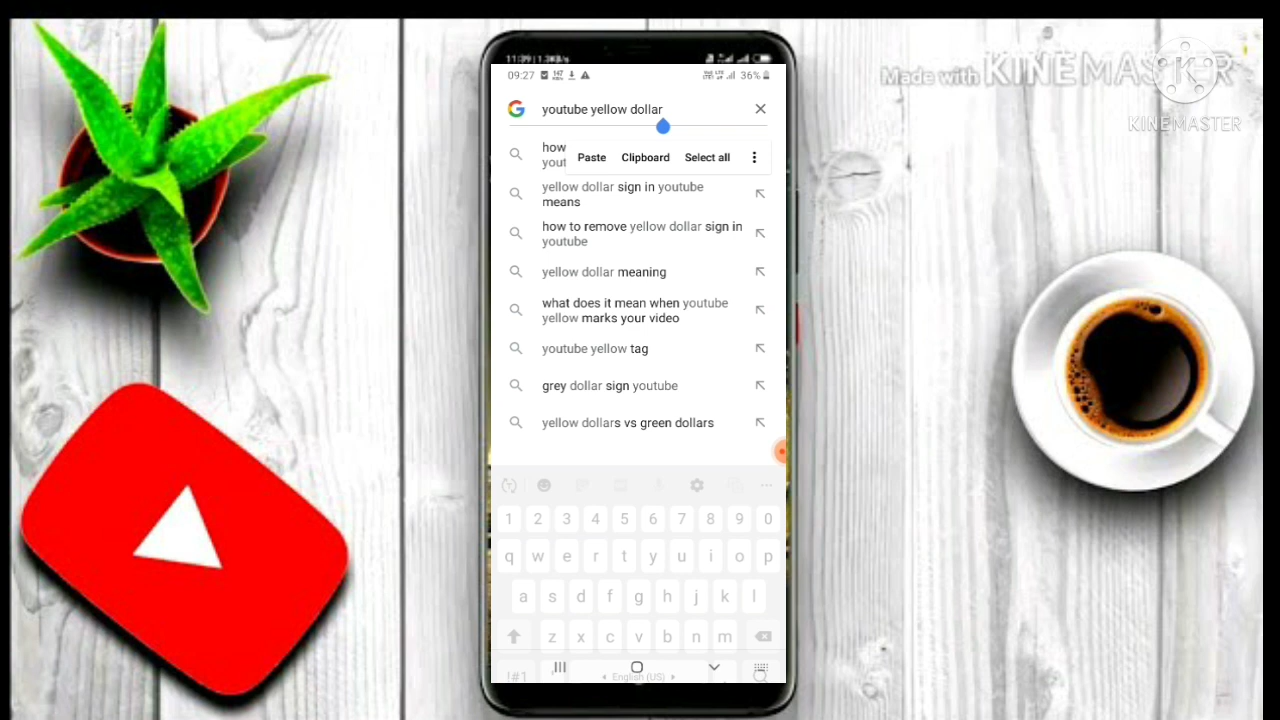 Made with KINEMASTER
KINEMASTER
09:27
36%
youtube yellow dollar
how
yout
Paste Clipboard Select all
yellow dollar sign in youtube
means
how to remove yellow dollar sign in
youtube
yellow dollar meaning
what does it mean when youtube
yellow marks your video
youtube yellow tag
grey dollar sign youtube
yellow dollars vs green dollars
1 2 3 4 5 6 7 8 9 0
q w e r t y u i o p
a s d f g h j k l
z x c v b n m
!#1 English (US)